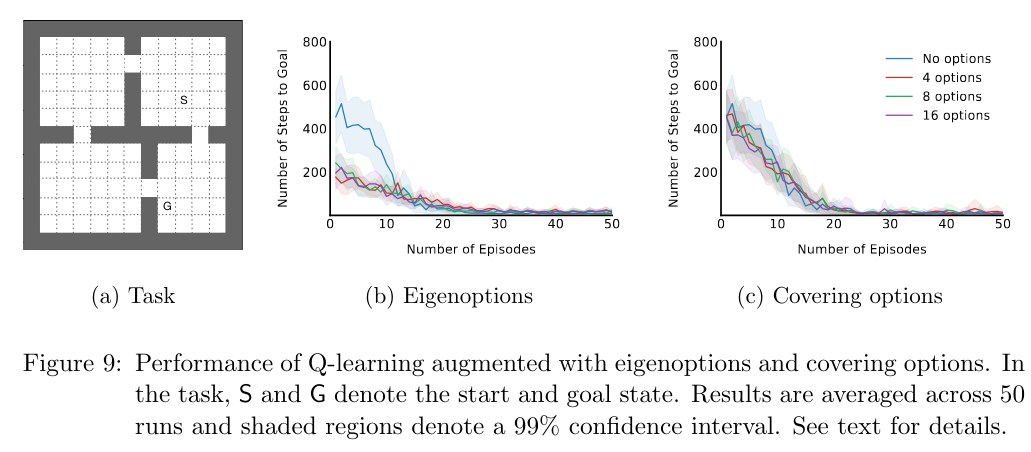 S
G
800
600
400
200
0
10
20
30
40
50
Number of Steps to Goal
Number of Episodes
800
600
400
200
0
10
20
30
40
50
Number of Steps to Goal
Number of Episodes
No options
4 options
8 options
16 options
(a) Task
(b) Eigenoptions
(c) Covering options
Figure 9: Performance of Q-learning augmented with eigenoptions and covering options. In
the task, S and G denote the start and goal state. Results are averaged across 50
runs and shaded regions denote a 99% confidence interval. See text for details.